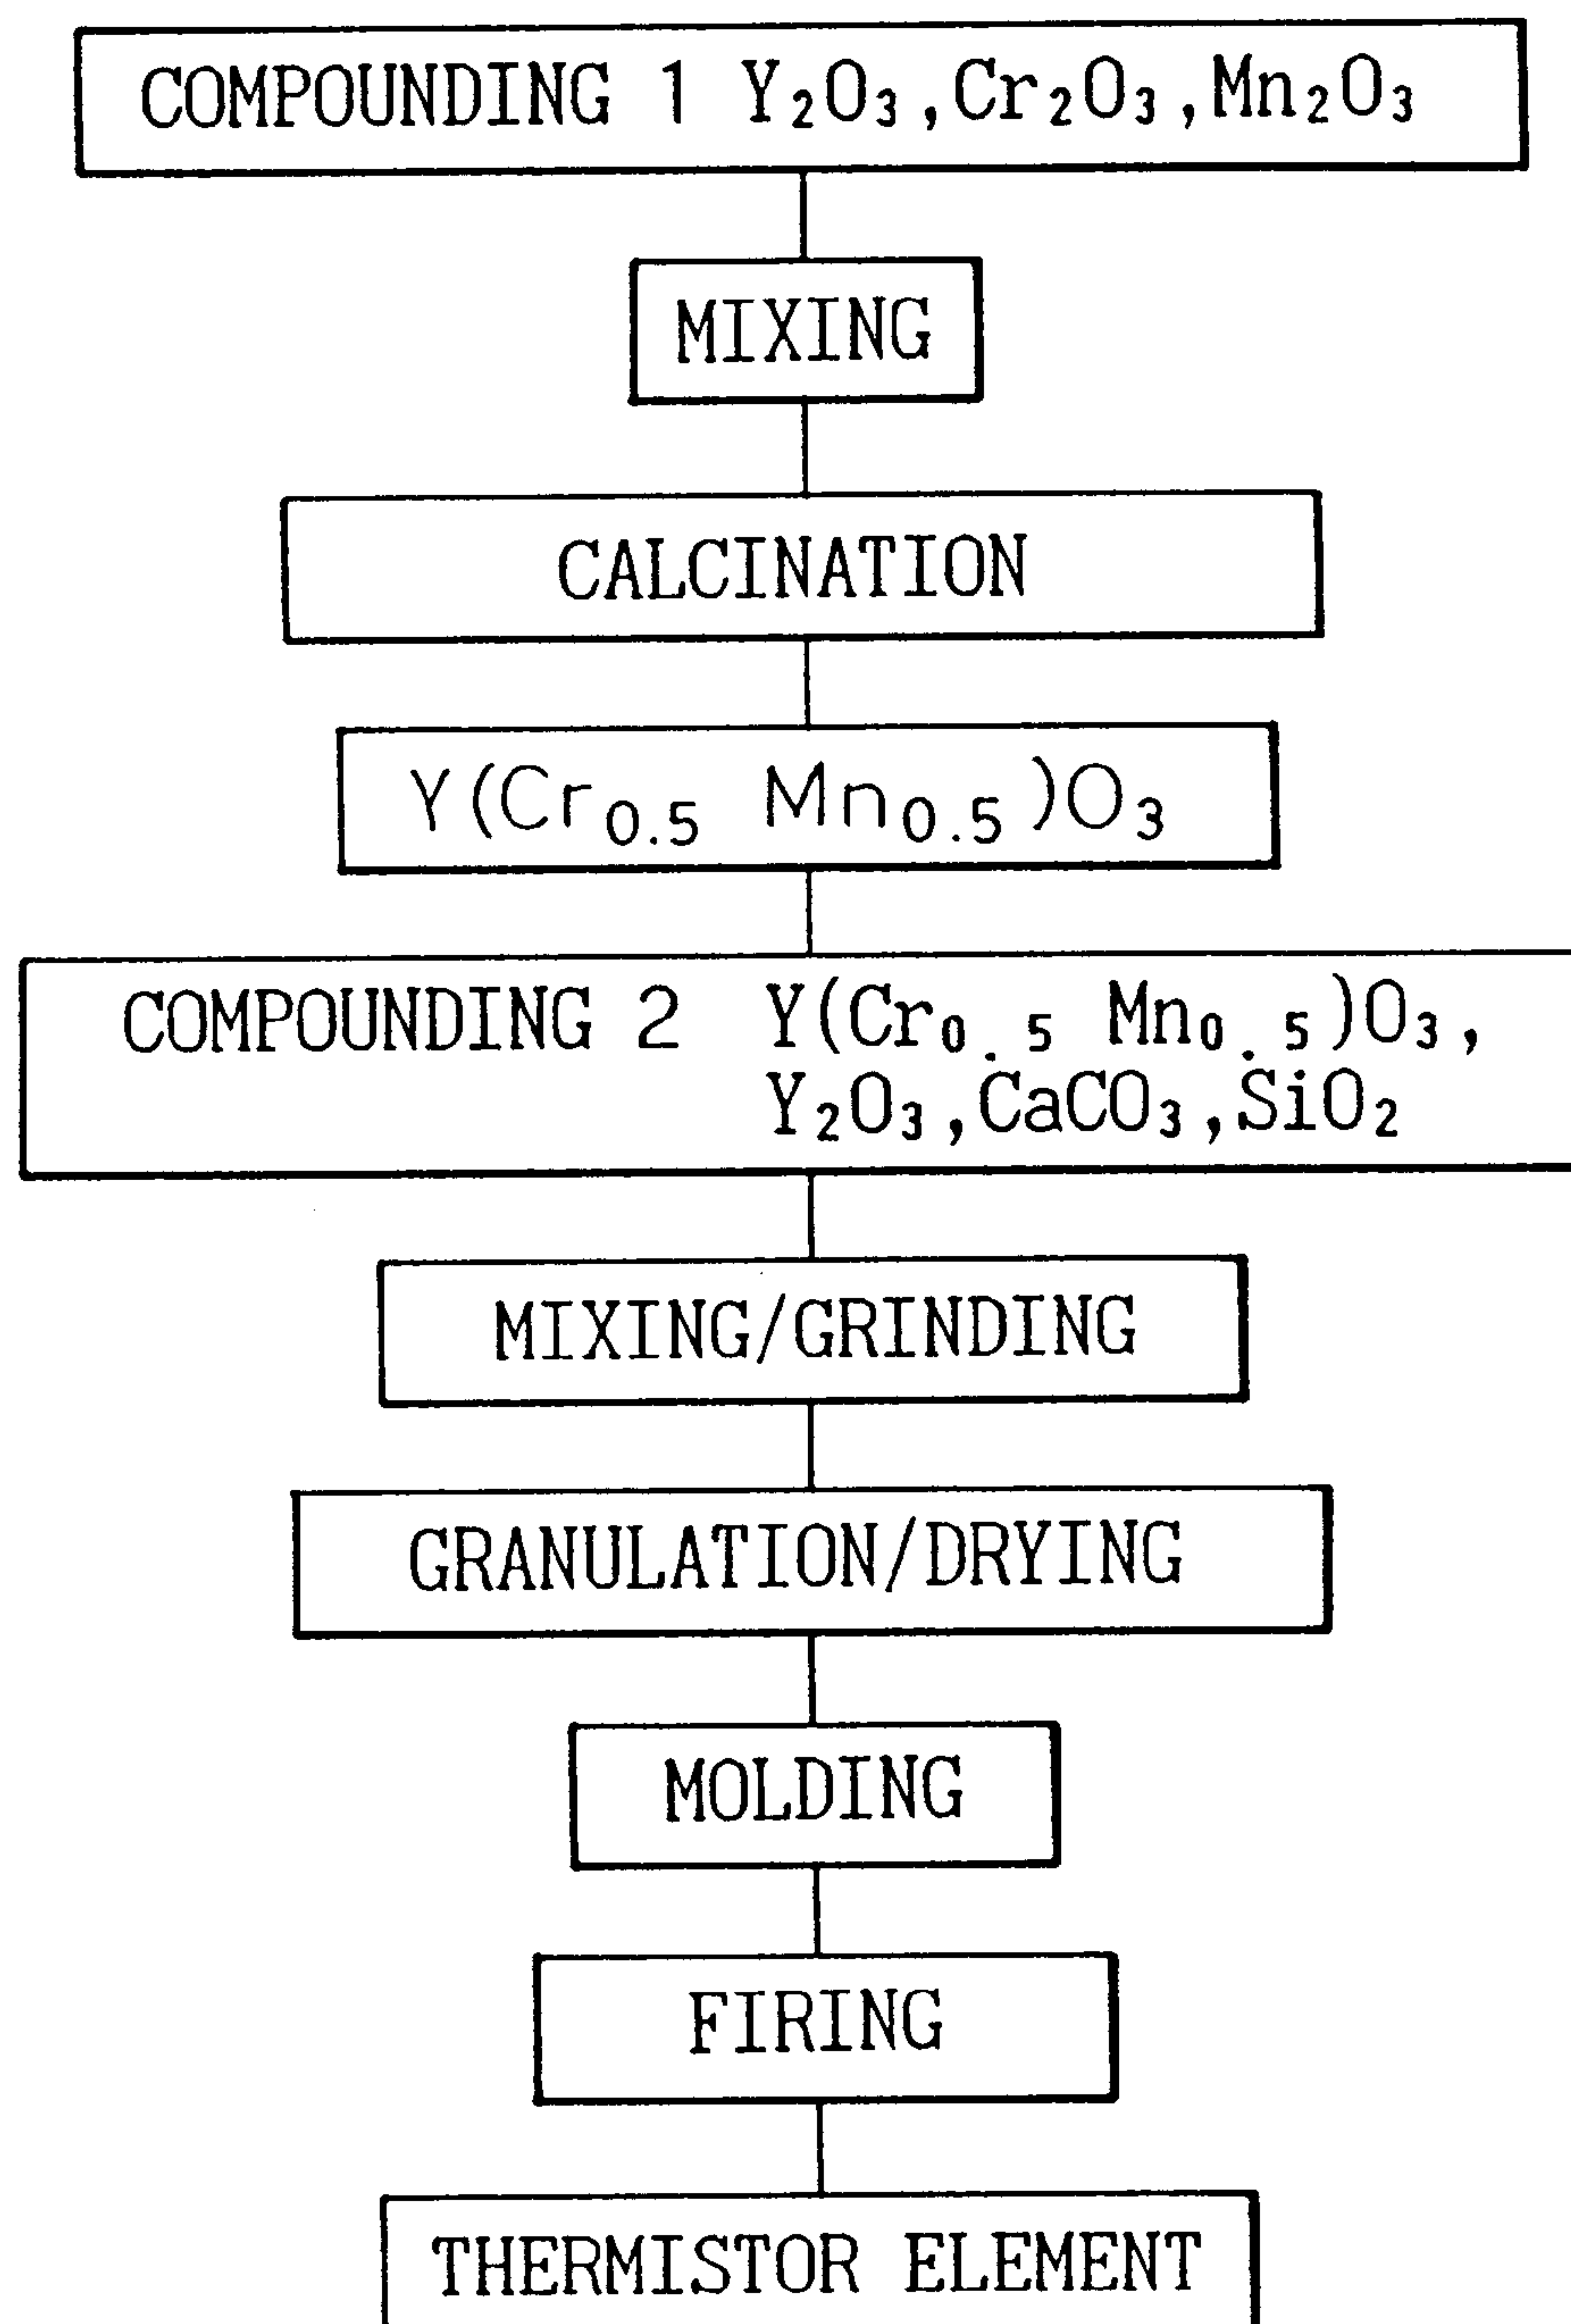 COMPOUNDING 1 Y₂O₃,Cr₂O₃,Mn₂O₃
MIXING
CALCINATION
Y(Cr₀.₅ Mn₀.₅)O₃
COMPOUNDING 2 Y(Cr₀.₅ Mn₀.₅)O₃,
Y₂O₃,CaCO₃,SiO₂
MIXING/GRINDING
GRANULATION/DRYING
MOLDING
FIRING
THERMISTOR ELEMENT